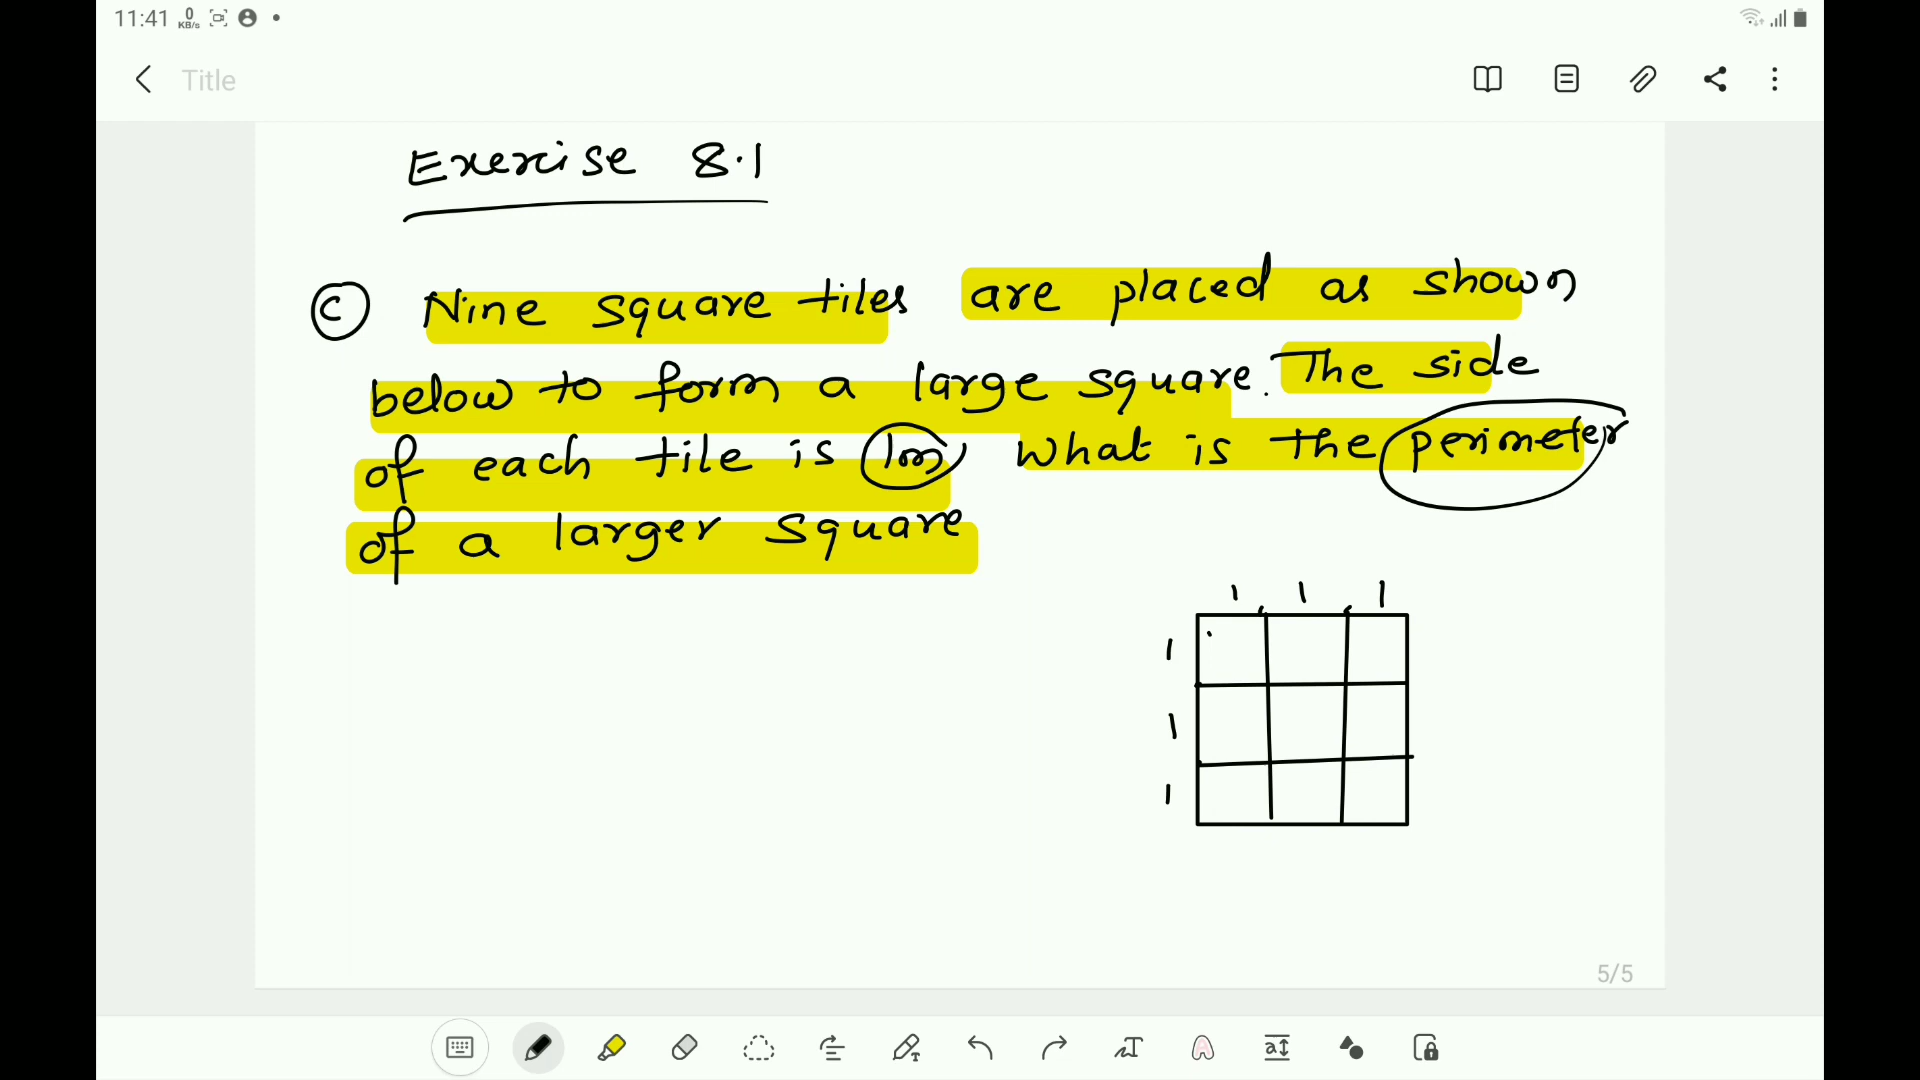 11:41 0 KB/s
Title
Exercise 8.1
C Nine square tiles are placed as shown
below to form a large square. The side
of each tile is 1m, what is the perimeter
of a larger square
1 1 1
1
1
1
5/5